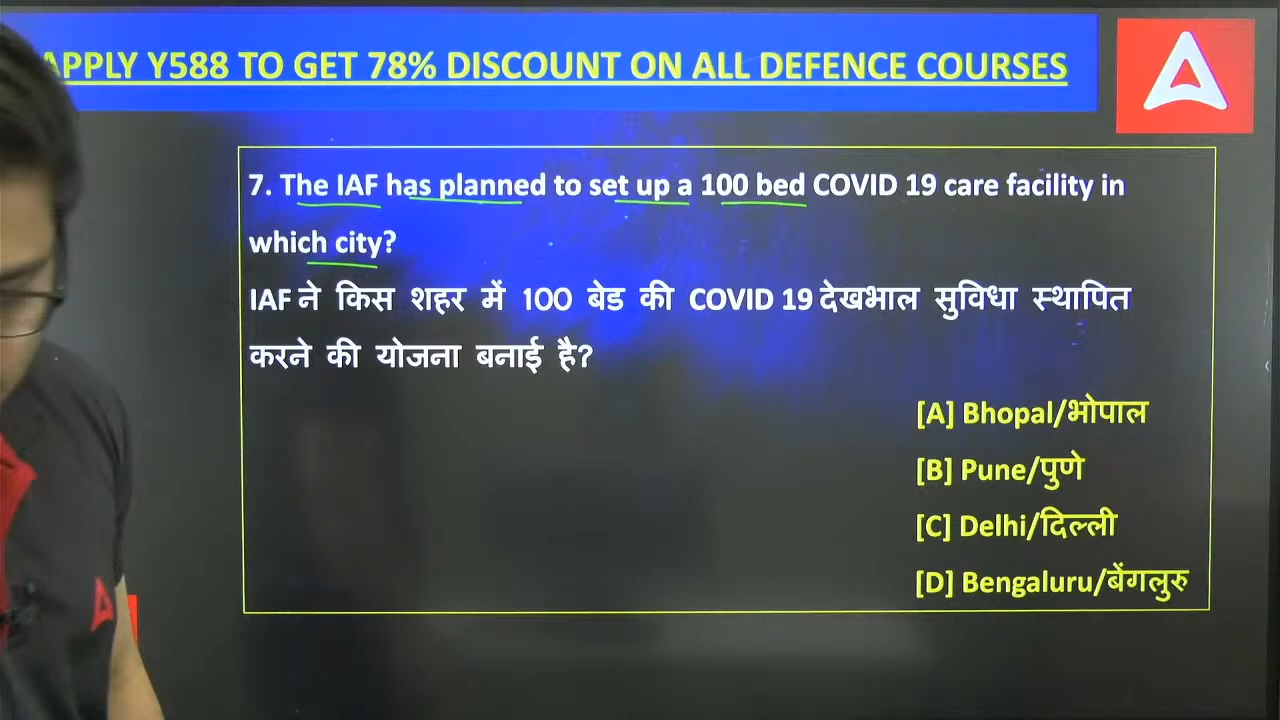 APPLY Y588 TO GET 78% DISCOUNT ON ALL DEFENCE COURSES
7. The IAF has planned to set up a 100 bed COVID 19 care facility in
which city?
IAF ने किस शहर में 100 बेड की COVID 19 देखभाल सुविधा स्थापित
करने की योजना बनाई है?
[A] Bhopal/भोपाल
[B] Pune/पुणे
[C] Delhi/दिल्ली
[D] Bengaluru/बेंगलुरु